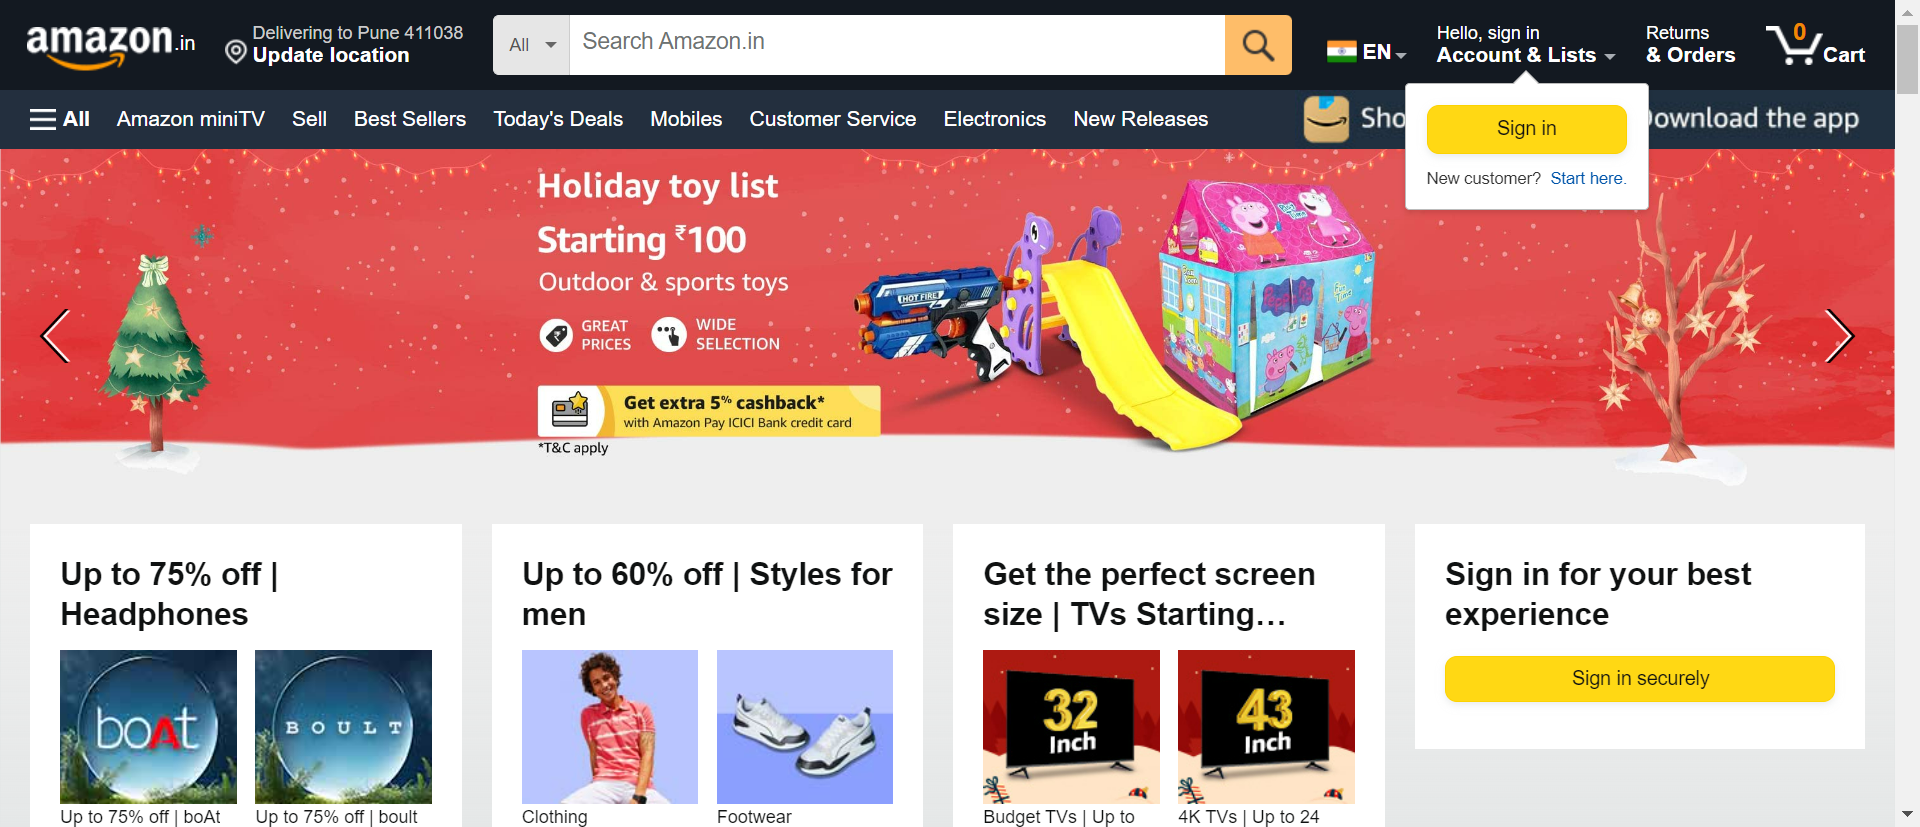 amazon.in
Delivering to Pune 411038
Update location
All
Search Amazon.in
EN
Hello, sign in
Account & Lists
Returns
& Orders
0
Cart
All
Amazon miniTV
Sell
Best Sellers
Today's Deals
Mobiles
Customer Service
Electronics
New Releases
Sho
ownload the app
Sign in
New customer? Start here.
Holiday toy list
Starting ₹100
Outdoor & sports toys
GREAT
PRICES
WIDE
SELECTION
Get extra 5% cashback*
with Amazon Pay ICICI Bank credit card
*T&C apply
HOT FIRE
Up to 75% off |
Headphones
boAt
BOULT
Up to 75% off | boAt
Up to 75% off | boult
Up to 60% off | Styles for
men
Clothing
Footwear
Get the perfect screen
size | TVs Starting…
32
Inch
43
Inch
Budget TVs | Up to
4K TVs | Up to 24
Sign in for your best
experience
Sign in securely